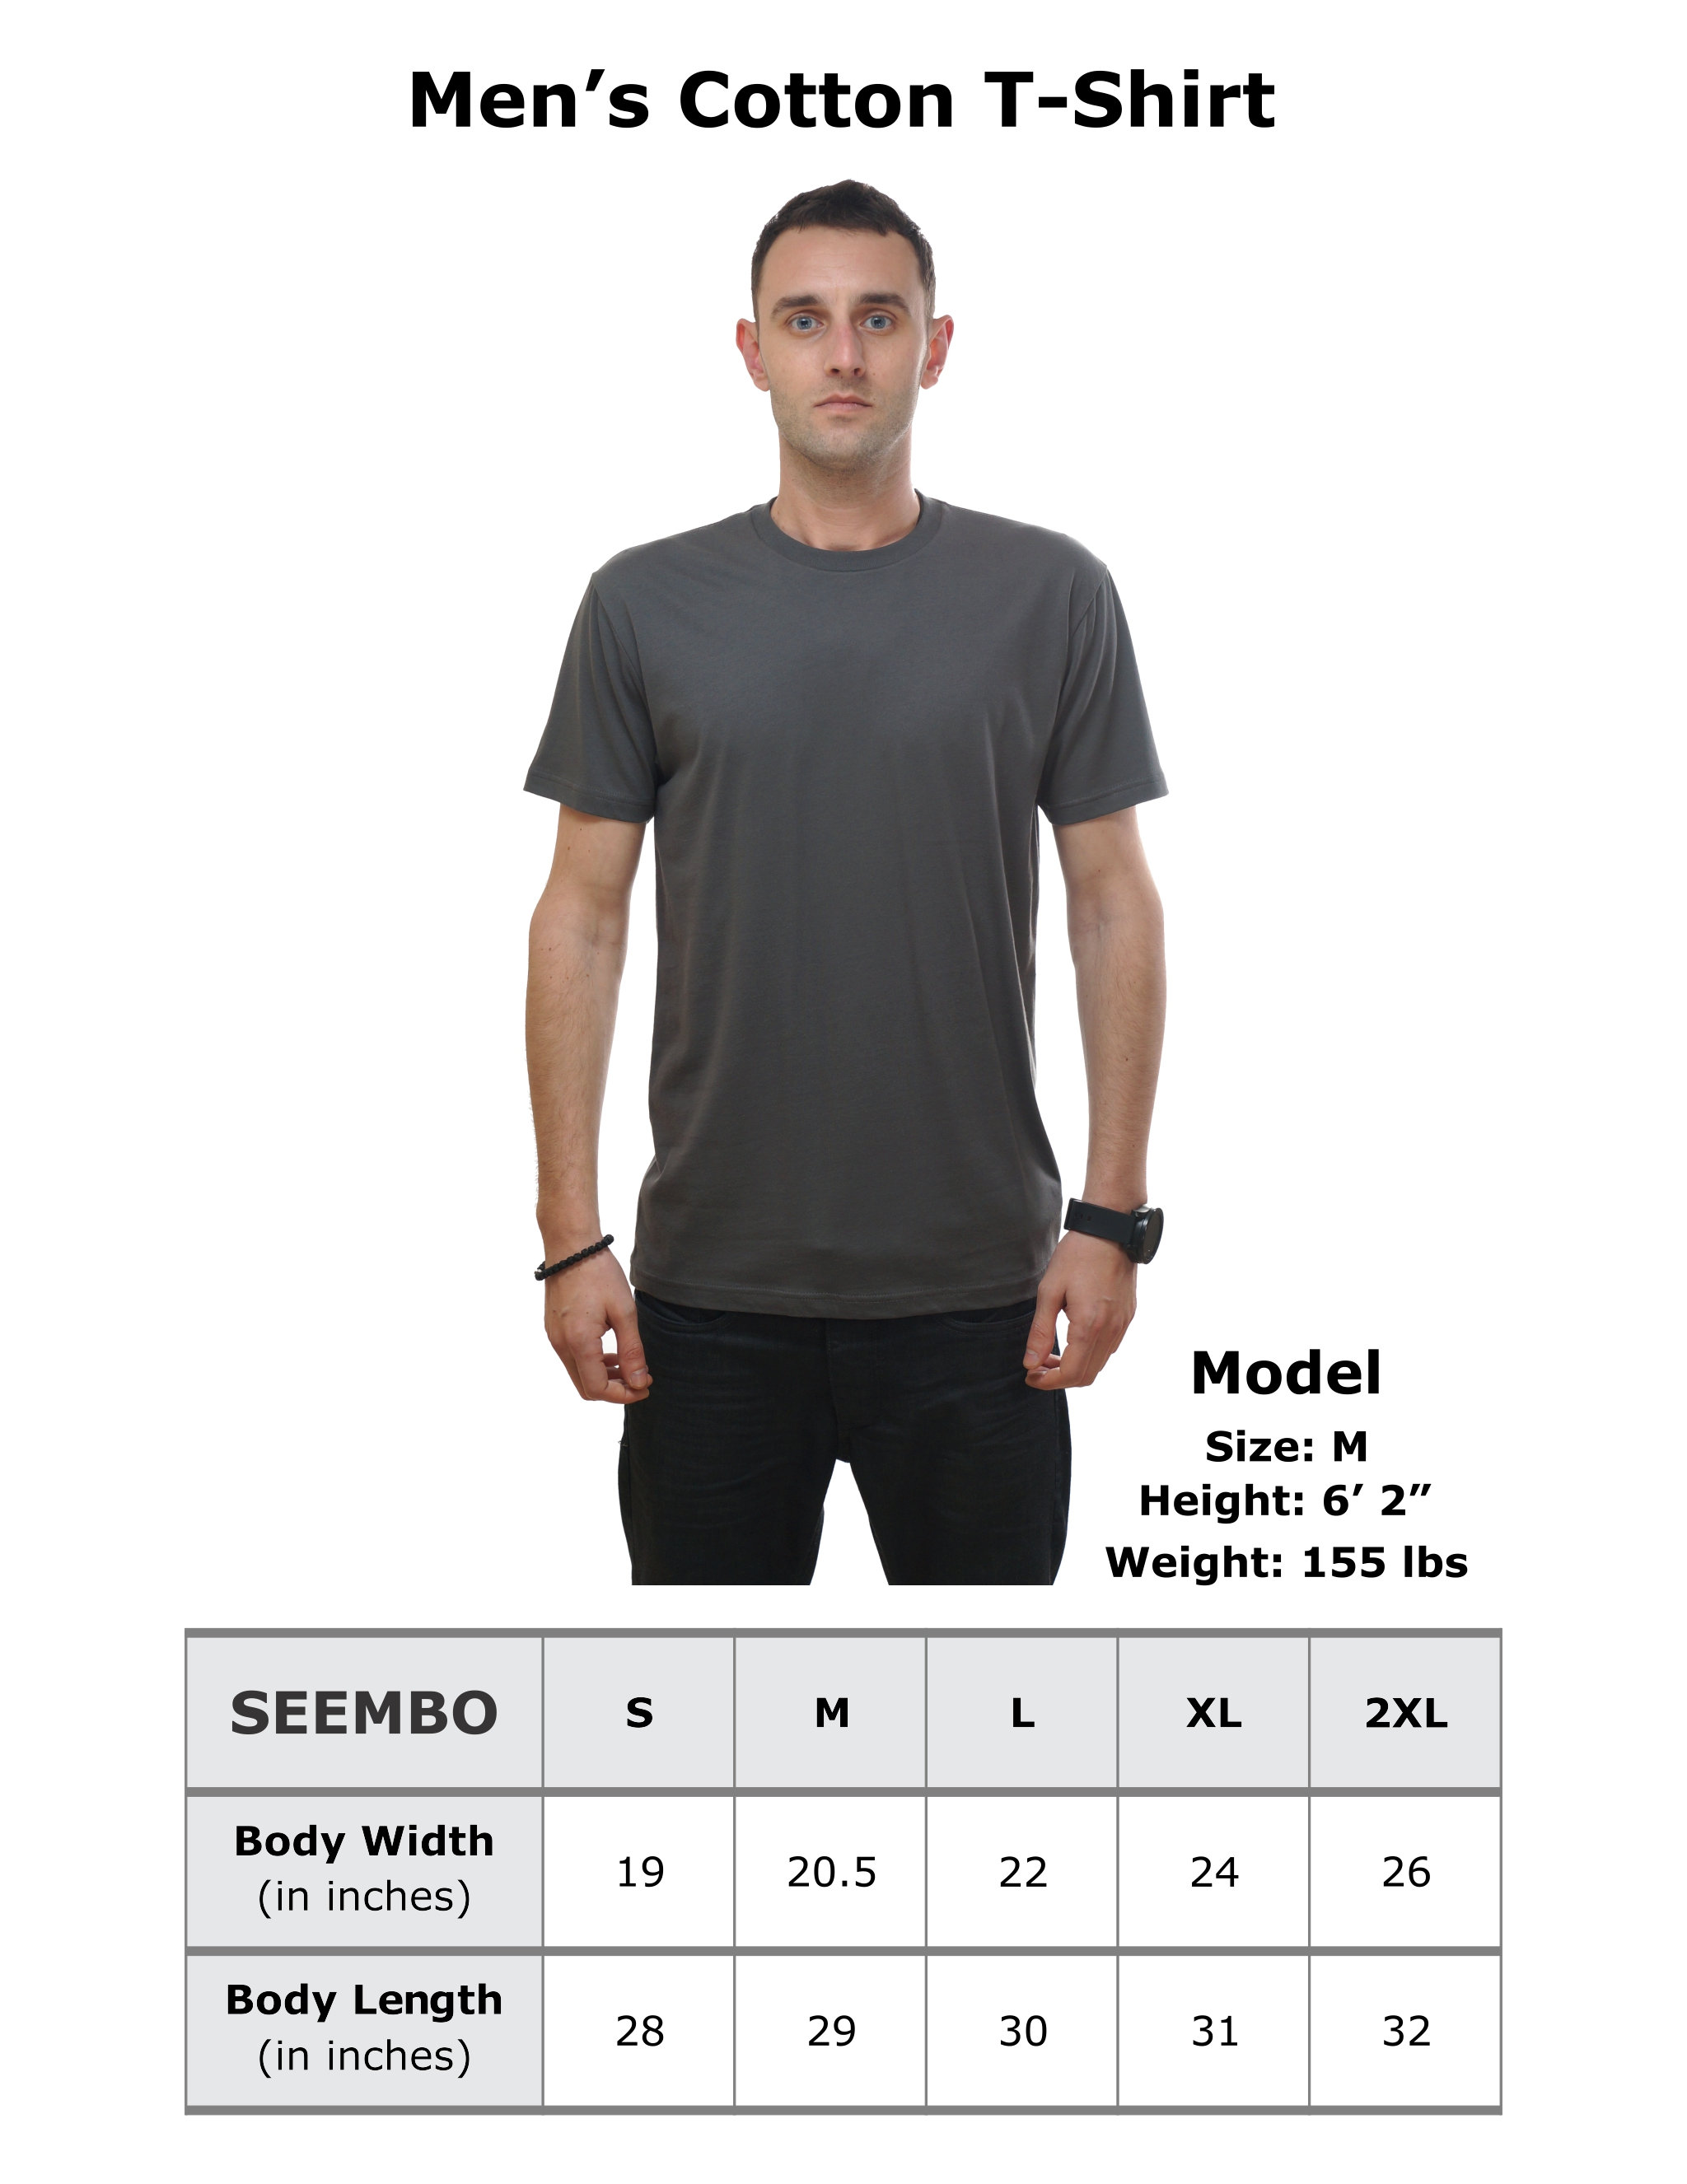 Men’s Cotton T-Shirt
Model
Size: M
Height: 6’ 2”
Weight: 155 lbs
SEEMBO S M L XL 2XL
Body Width
(in inches) 19 20.5 22 24 26
Body Length
(in inches) 28 29 30 31 32